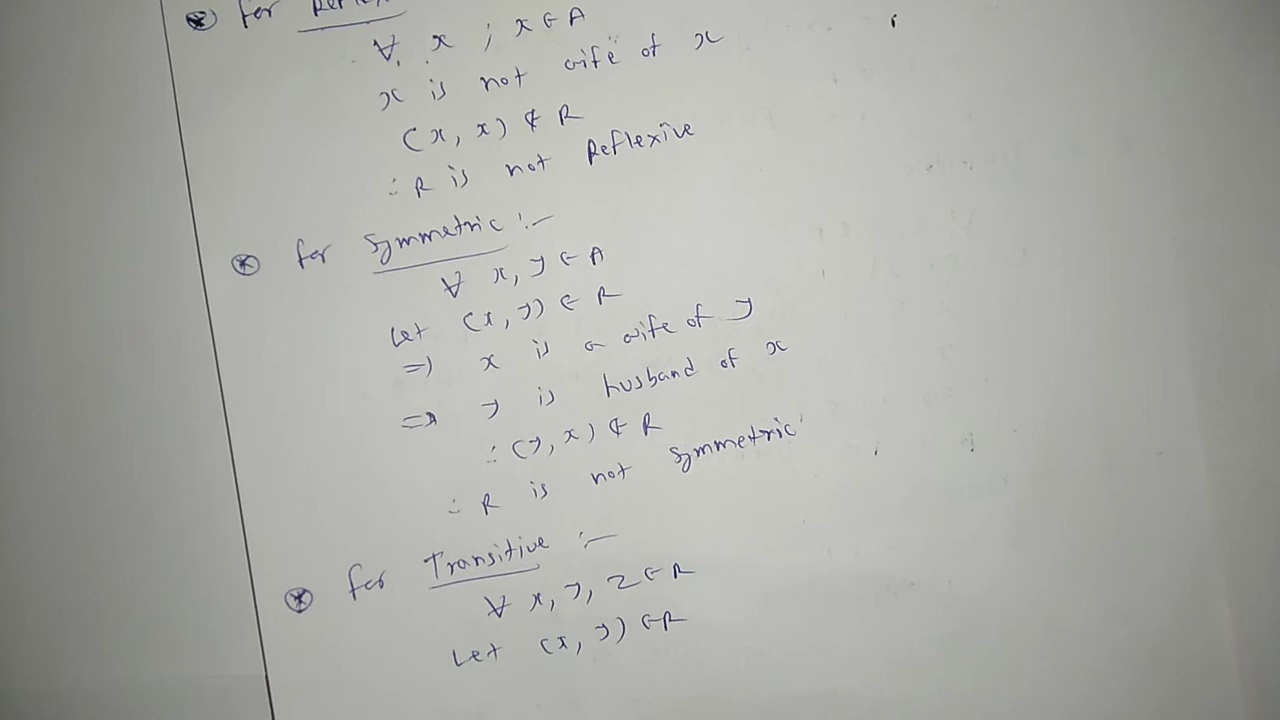 ⊛ for
∀ x ; x ∈ A
x is not wife of x
(x, x) ∉ R
∴ R is not Reflexive
⊛ for Symmetric :-
∀ x, y ∈ A
Let (x, y) ∈ R
=> x is a wife of y
=> y is husband of x
∴ (y, x) ∉ R
∴ R is not Symmetric
⊛ for Transitive :-
∀ x, y, z ∈ R
Let (x, y) ∈ R